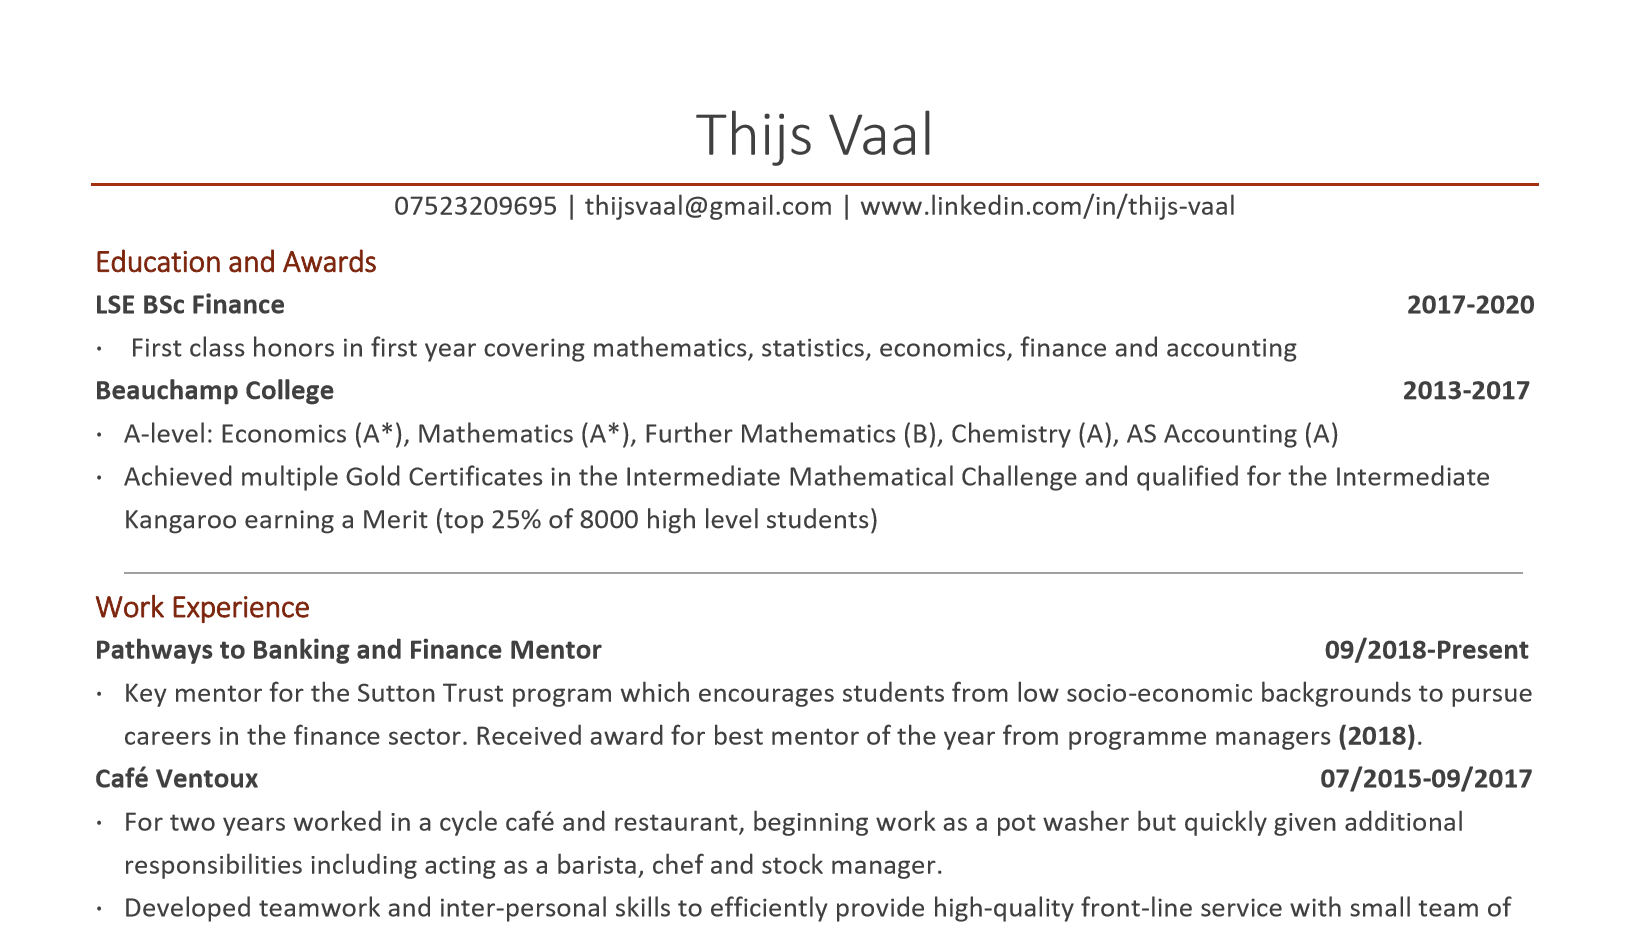 Thijs Vaal
07523209695 | thijsvaal@gmail.com | www.linkedin.com/in/thijs-vaal
Education and Awards
LSE BSc Finance 2017-2020
· First class honors in first year covering mathematics, statistics, economics, finance and accounting
Beauchamp College 2013-2017
· A-level: Economics (A*), Mathematics (A*), Further Mathematics (B), Chemistry (A), AS Accounting (A)
· Achieved multiple Gold Certificates in the Intermediate Mathematical Challenge and qualified for the Intermediate
Kangaroo earning a Merit (top 25% of 8000 high level students)
Work Experience
Pathways to Banking and Finance Mentor 09/2018-Present
· Key mentor for the Sutton Trust program which encourages students from low socio-economic backgrounds to pursue
careers in the finance sector. Received award for best mentor of the year from programme managers (2018).
Café Ventoux 07/2015-09/2017
· For two years worked in a cycle café and restaurant, beginning work as a pot washer but quickly given additional
responsibilities including acting as a barista, chef and stock manager.
· Developed teamwork and inter-personal skills to efficiently provide high-quality front-line service with small team of